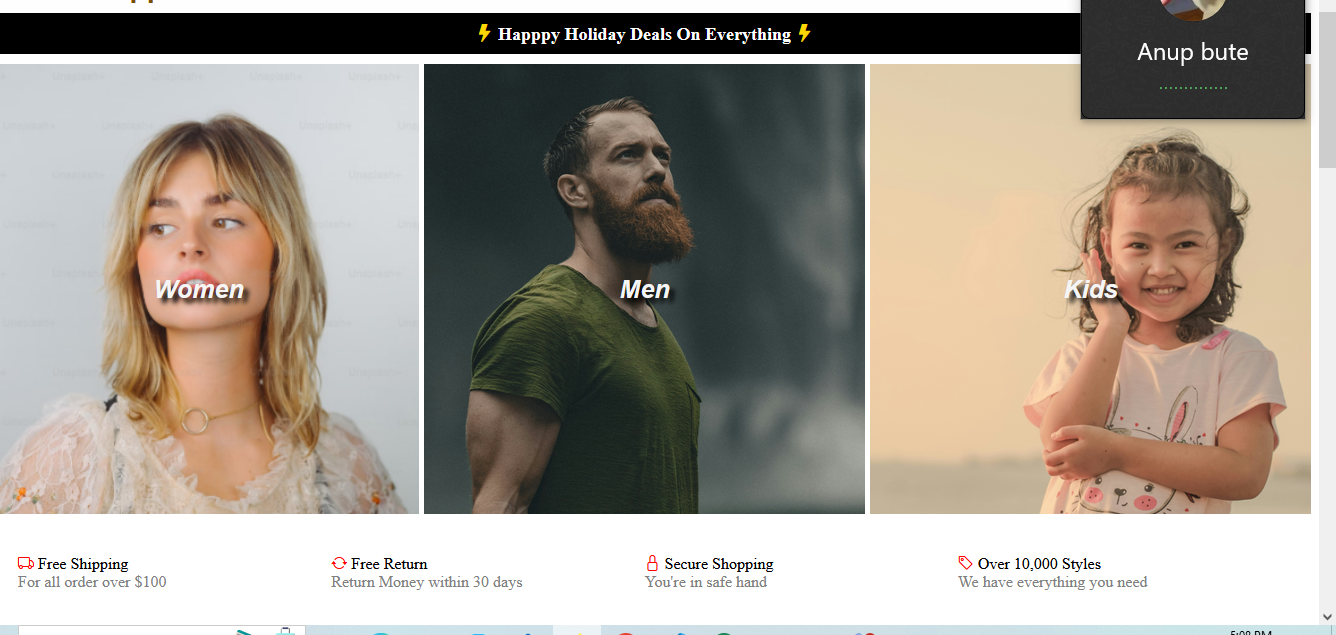 Happpy Holiday Deals On Everything
Anup bute
Women
Men
Kids
Free Shipping
For all order over $100
Free Return
Return Money within 30 days
Secure Shopping
You're in safe hand
Over 10,000 Styles
We have everything you need